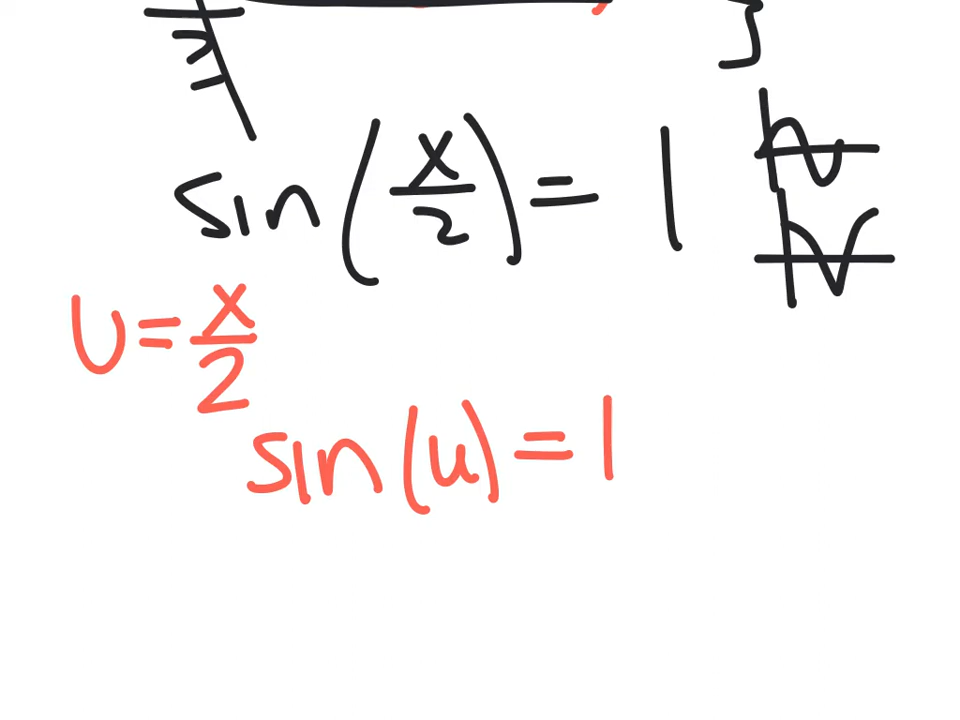 sin(x/2) = 1
U = x/2
sin(u) = 1